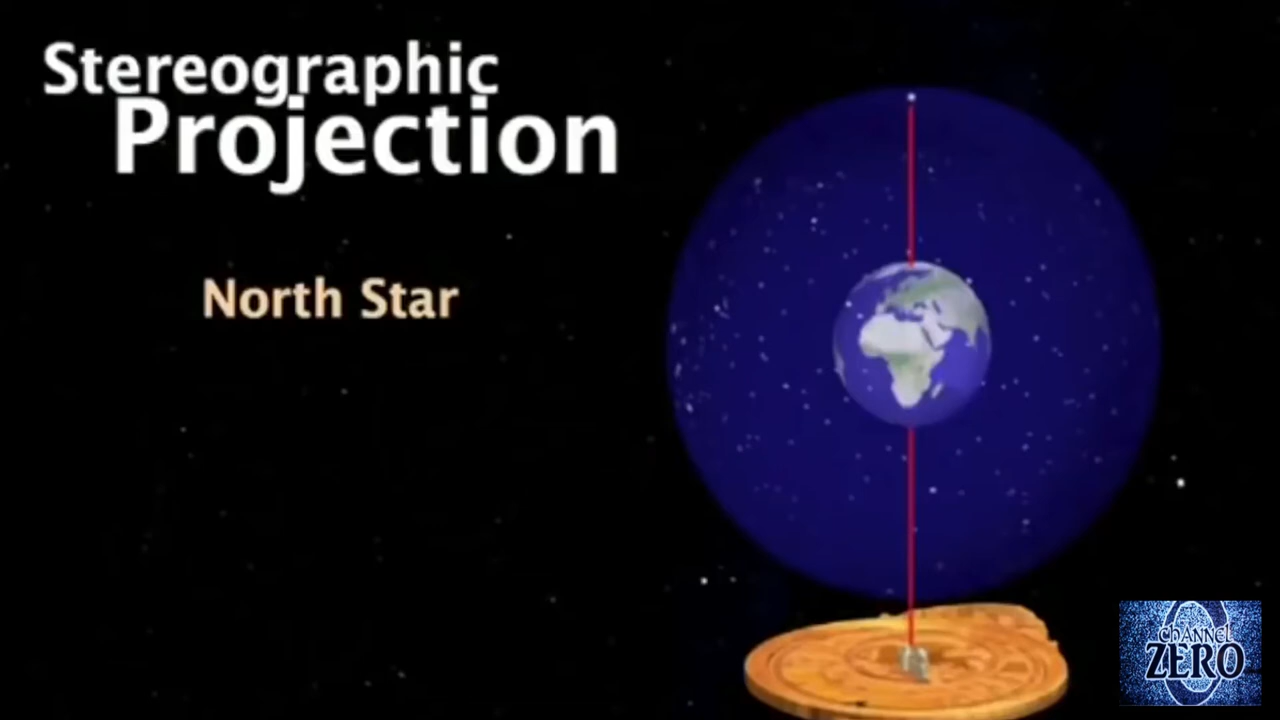 Stereographic
Projection
North Star
cHANNEL
ZERO